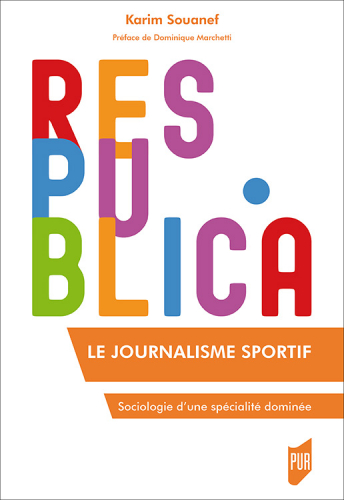 Karim Souanef
Préface de Dominique Marchetti
RES
PU
BLICA
LE JOURNALISME SPORTIF
Sociologie d'une spécialité dominée
PUR